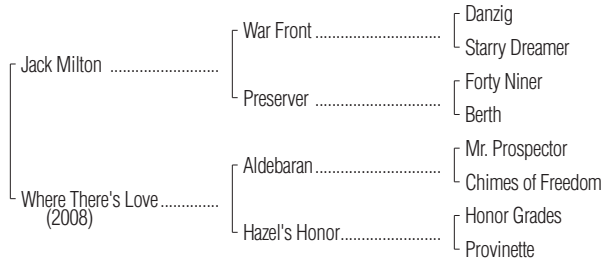 Danzig
War Front ..............................
Starry Dreamer
Jack Milton ..........................
Forty Niner
Preserver ..............................
Berth
Mr. Prospector
Aldebaran ..............................
Chimes of Freedom
Where There's Love ..............
(2008)
Honor Grades
Hazel's Honor........................
Provinette